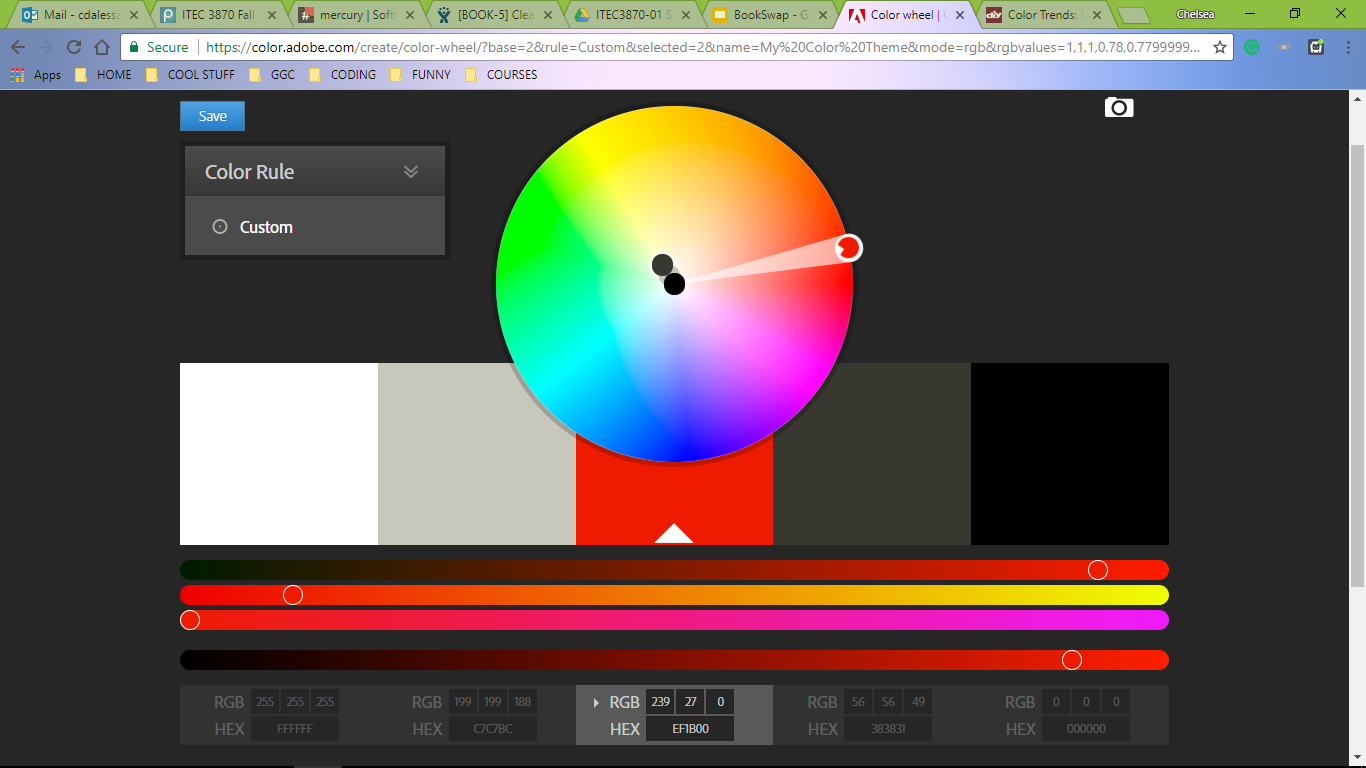 Mail - cdalessa
ITEC 3870 Fall
mercury | Softw
[BOOK-5] Clea
ITEC3870-01 S
BookSwap - G
Color wheel | C
Color Trends: 
Chelsea
Secure
https://color.adobe.com/create/color-wheel/?base=2&rule=Custom&selected=2&name=My%20Color%20Theme&mode=rgb&rgbvalues=1,1,1,0.78,0.7799999...
Apps HOME COOL STUFF GGC CODING FUNNY COURSES
Save
Color Rule
Custom
RGB 255 255 255
HEX FFFFFF
RGB 199 199 188
HEX C7C7BC
RGB 239 27 0
HEX EF1B00
RGB 56 56 49
HEX 383831
RGB 0 0 0
HEX 000000